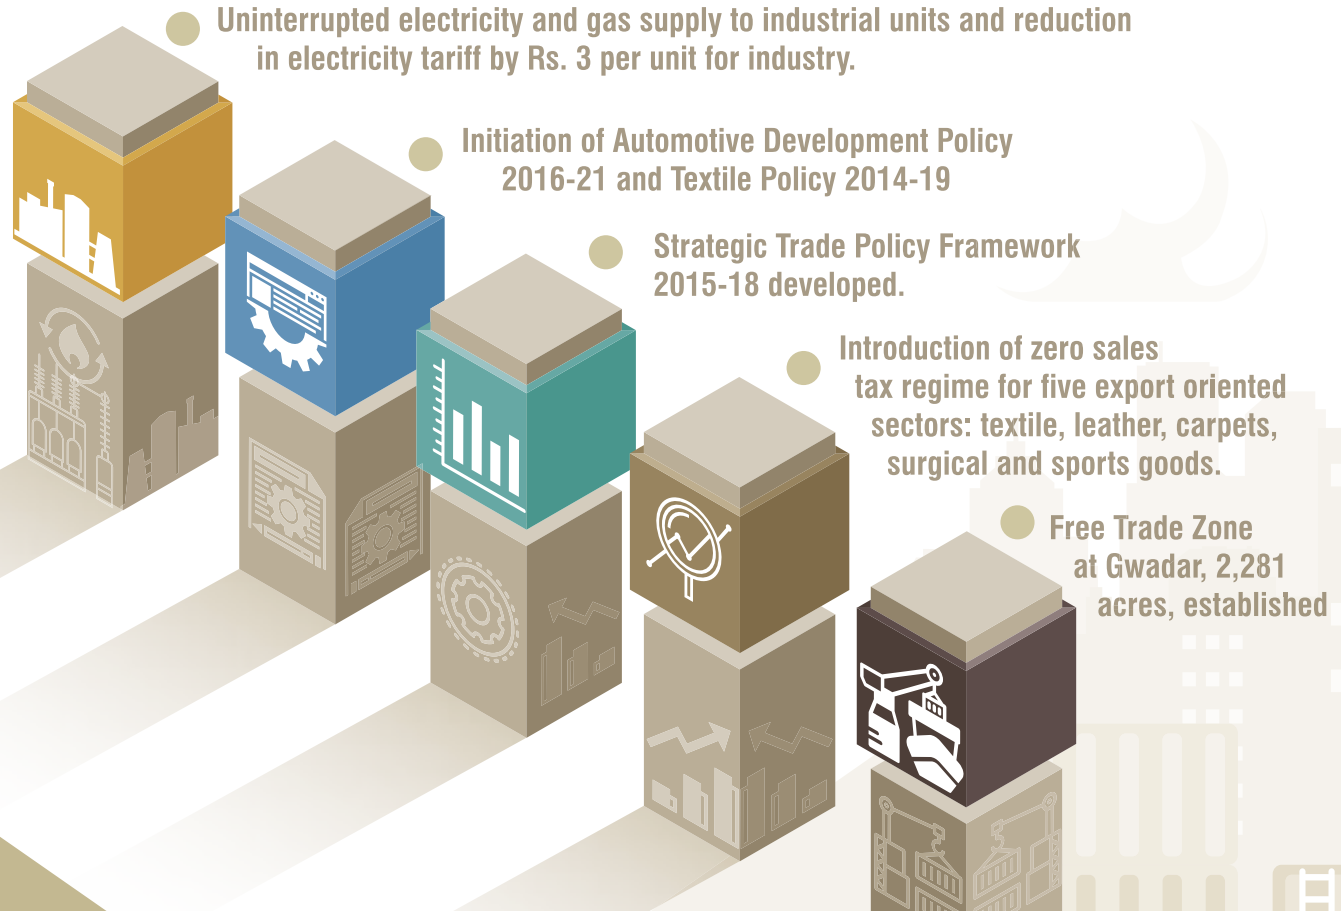 Uninterrupted electricity and gas supply to industrial units and reduction
in electricity tariff by Rs. 3 per unit for industry.
Initiation of Automotive Development Policy
2016-21 and Textile Policy 2014-19
Strategic Trade Policy Framework
2015-18 developed.
Introduction of zero sales
tax regime for five export oriented
sectors: textile, leather, carpets,
surgical and sports goods.
Free Trade Zone
at Gwadar, 2,281
acres, established